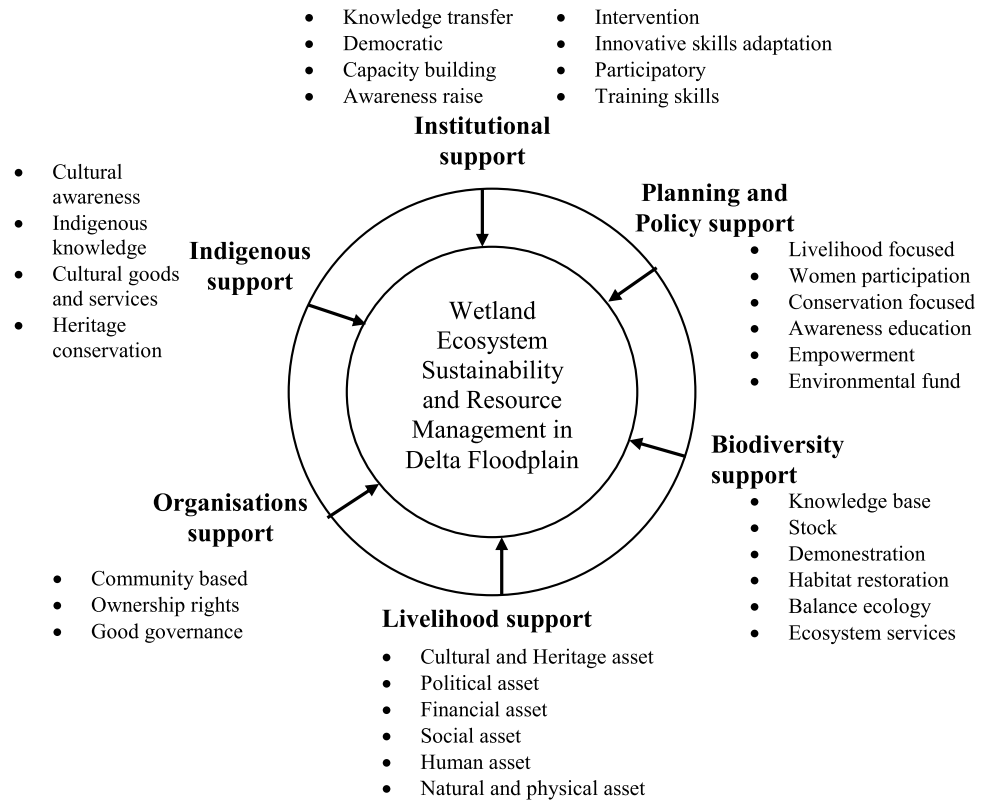 Knowledge transfer
Democratic
Capacity building
Awareness raise
Intervention
Innovative skills adaptation
Participatory
Training skills
Institutional
support
Planning and
Policy support
Livelihood focused
Women participation
Conservation focused
Awareness education
Empowerment
Environmental fund
Biodiversity
support
Knowledge base
Stock
Demonestration
Habitat restoration
Balance ecology
Ecosystem services
Livelihood support
Cultural and Heritage asset
Political asset
Financial asset
Social asset
Human asset
Natural and physical asset
Organisations
support
Community based
Ownership rights
Good governance
Indigenous
support
Cultural
awareness
Indigenous
knowledge
Cultural goods
and services
Heritage
conservation
Wetland
Ecosystem
Sustainability
and Resource
Management in
Delta Floodplain